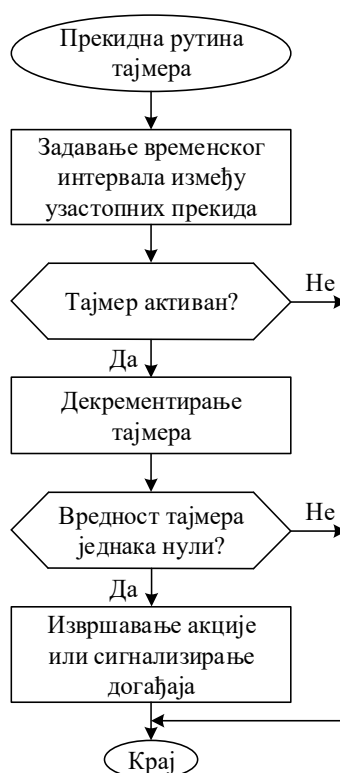 Прекидна рутина
тајмера
Задавање временског
интервала између
узастопних прекида
Тајмер активан?
Не
Да
Декрементирање
тајмера
Вредност тајмера
једнака нули?
Не
Да
Извршавање акције
или сигнализирање
догађаја
Крај